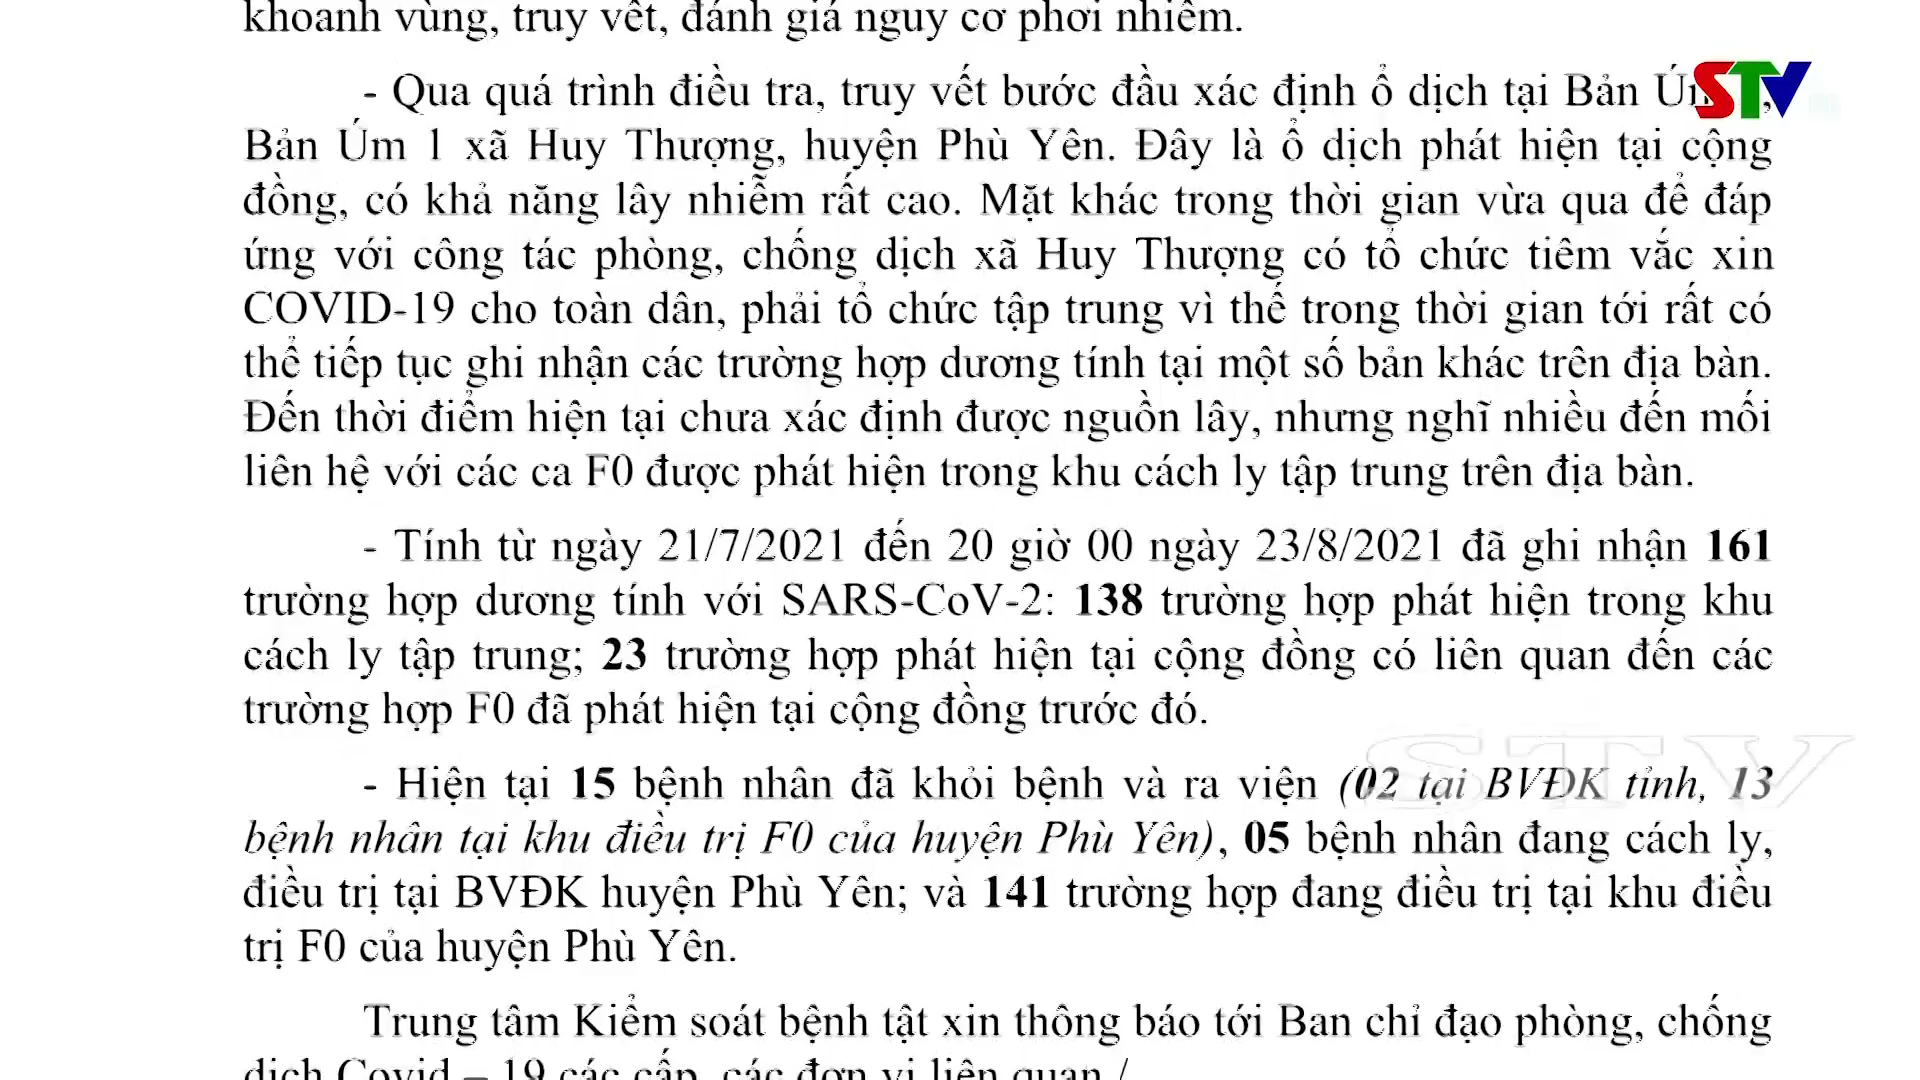 khoanh vùng, truy vết, đánh giá nguy cơ phơi nhiễm.
- Qua quá trình điều tra, truy vết bước đầu xác định ổ dịch tại Bản
STV
Bản Úm 1 xã Huy Thượng, huyện Phù Yên. Đây là ổ dịch phát hiện tại cộng
đồng, có khả năng lây nhiễm rất cao. Mặt khác trong thời gian vừa qua để đáp
ứng với công tác phòng, chống dịch xã Huy Thượng có tổ chức tiêm vắc xin
COVID-19 cho toàn dân, phải tổ chức tập trung vì thế trong thời gian tới rất có
thể tiếp tục ghi nhận các trường hợp dương tính tại một số bản khác trên địa bàn.
Đến thời điểm hiện tại chưa xác định được nguồn lây, nhưng nghĩ nhiều đến mối
liên hệ với các ca F0 được phát hiện trong khu cách ly tập trung trên địa bàn.
- Tính từ ngày 21/7/2021 đến 20 giờ 00 ngày 23/8/2021 đã ghi nhận 161
trường hợp dương tính với SARS-CoV-2: 138 trường hợp phát hiện trong khu
cách ly tập trung; 23 trường hợp phát hiện tại cộng đồng có liên quan đến các
trường hợp F0 đã phát hiện tại cộng đồng trước đó.
STV
- Hiện tại 15 bệnh nhân đã khỏi bệnh và ra viện (02 tại BVĐK tỉnh, 13
bệnh nhân tại khu điều trị F0 của huyện Phù Yên), 05 bệnh nhân đang cách ly,
điều trị tại BVĐK huyện Phù Yên; và 141 trường hợp đang điều trị tại khu điều
trị F0 của huyện Phù Yên.
Trung tâm Kiểm soát bệnh tật xin thông báo tới Ban chỉ đạo phòng, chống
dịch Covid – 19 các cấp, các đơn vị liên quan./